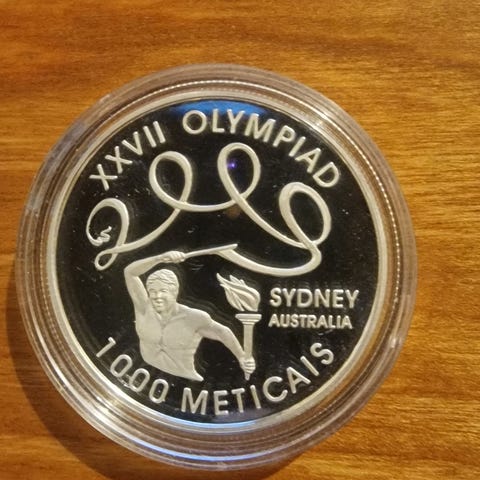 XXVII OLYMPIAD
SYDNEY
AUSTRALIA
1000 METICAIS